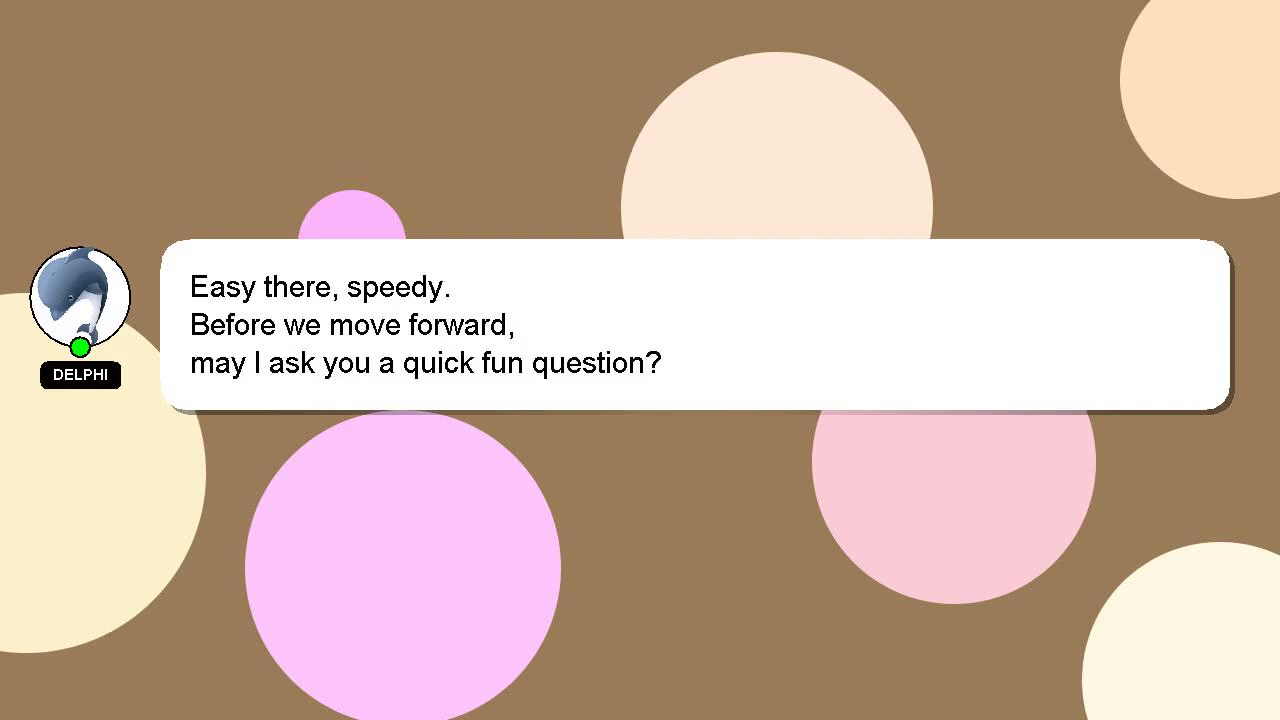 Easy there, speedy.
Before we move forward,
may I ask you a quick fun question?
DELPHI